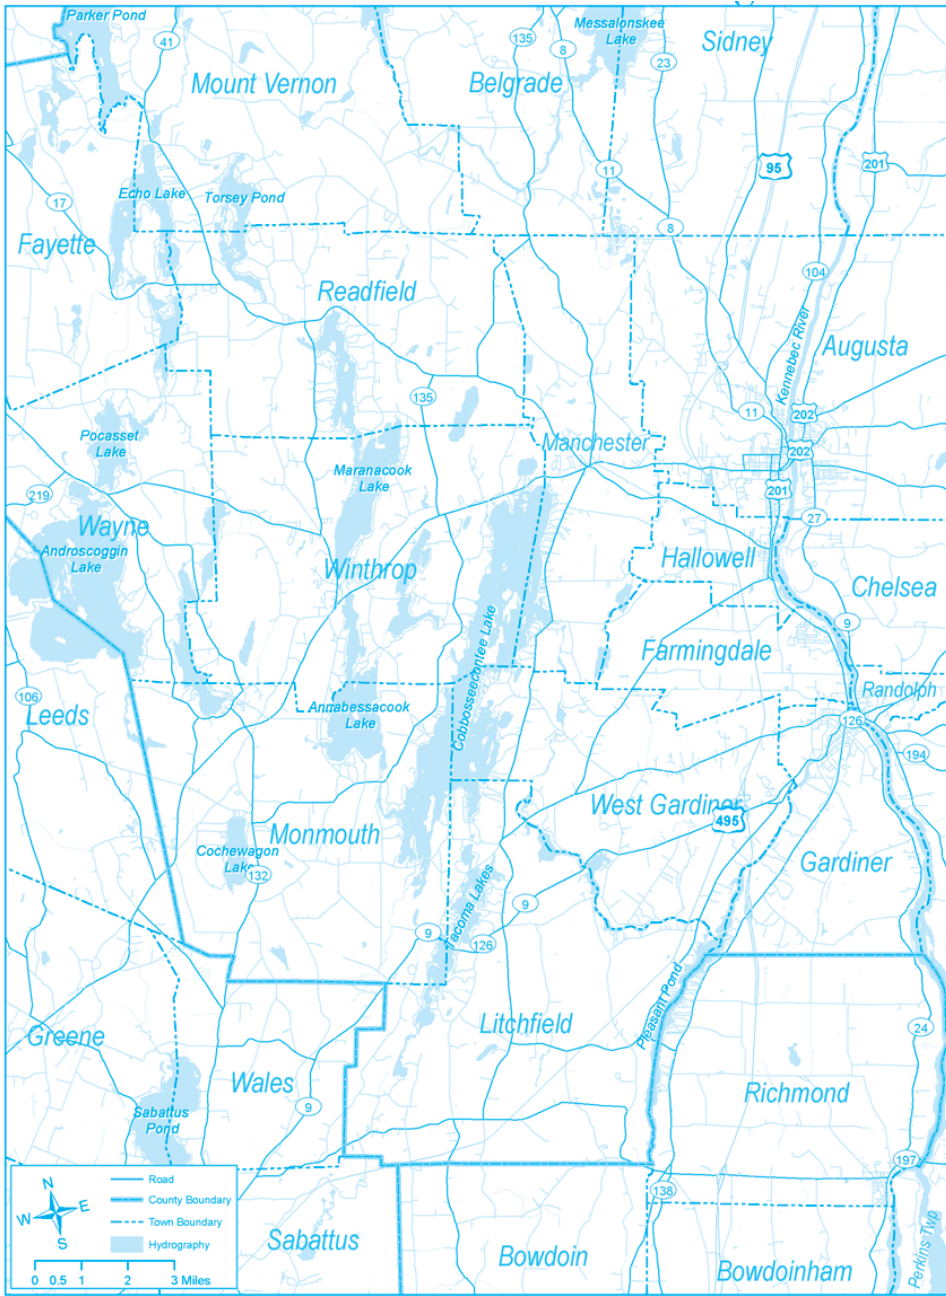 Parker Pond
41
Mount Vernon
135
8
Belgrade
Messalonskee
Lake
23
Sidney
95
201
11
Echo Lake
Torsey Pond
17
Fayette
8
104
Readfield
Kennebec River
Augusta
135
11
202
Pocasset
Lake
Manchester
202
Maranacook
Lake
219
201
Wayne
27
Androscoggin
Lake
Winthrop
Hallowell
Chelsea
9
Cobbosseecontee Lake
Farmingdale
Randolph
106
Leeds
Annabessacook
Lake
126
194
West Gardiner
495
Monmouth
Cochewagon
Lake
132
Gardiner
Tacoma Lakes
9
9
126
Pleasant Pond
Litchfield
24
Greene
Wales
9
Richmond
Sabattus
Pond
197
138
N
W
E
S
Road
County Boundary
Town Boundary
Hydrography
0 0.5 1 2 3 Miles
Sabattus
Bowdoin
Bowdoinham
Perkins Twp